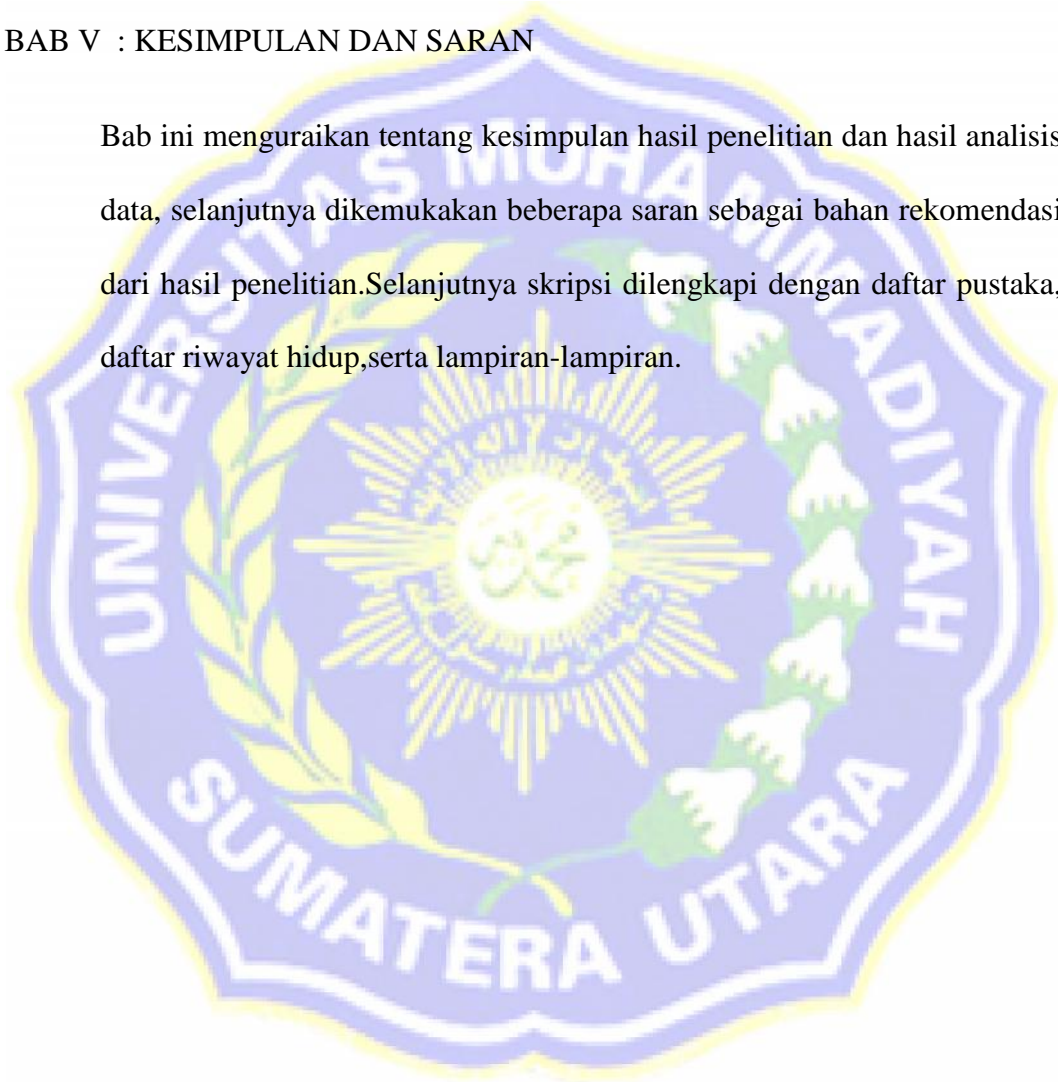 BAB V : KESIMPULAN DAN SARAN
Bab ini menguraikan tentang kesimpulan hasil penelitian dan hasil analisis
data, selanjutnya dikemukakan beberapa saran sebagai bahan rekomendasi
dari hasil penelitian.Selanjutnya skripsi dilengkapi dengan daftar pustaka,
daftar riwayat hidup,serta lampiran-lampiran.
UNIVERSITAS MUHAMMADIYAH
SUMATERA UTARA